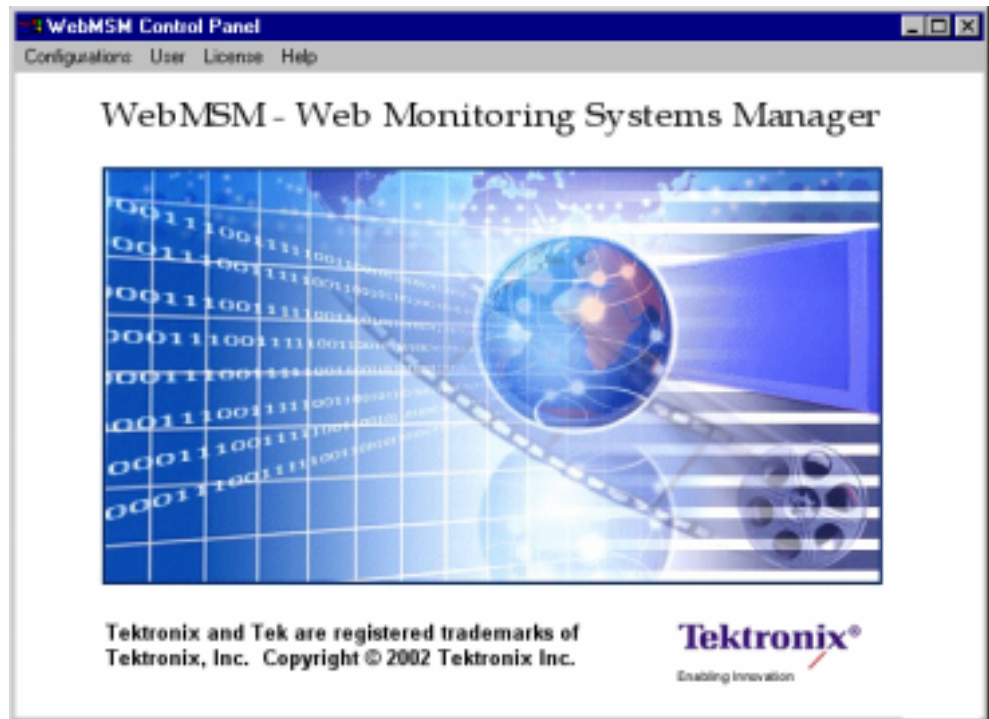 WebMSM Control Panel
Configurations User License Help
WebMSM - Web Monitoring Systems Manager
Tektronix and Tek are registered trademarks of
Tektronix, Inc. Copyright © 2002 Tektronix Inc.
Tektronix®
Enabling Innovation